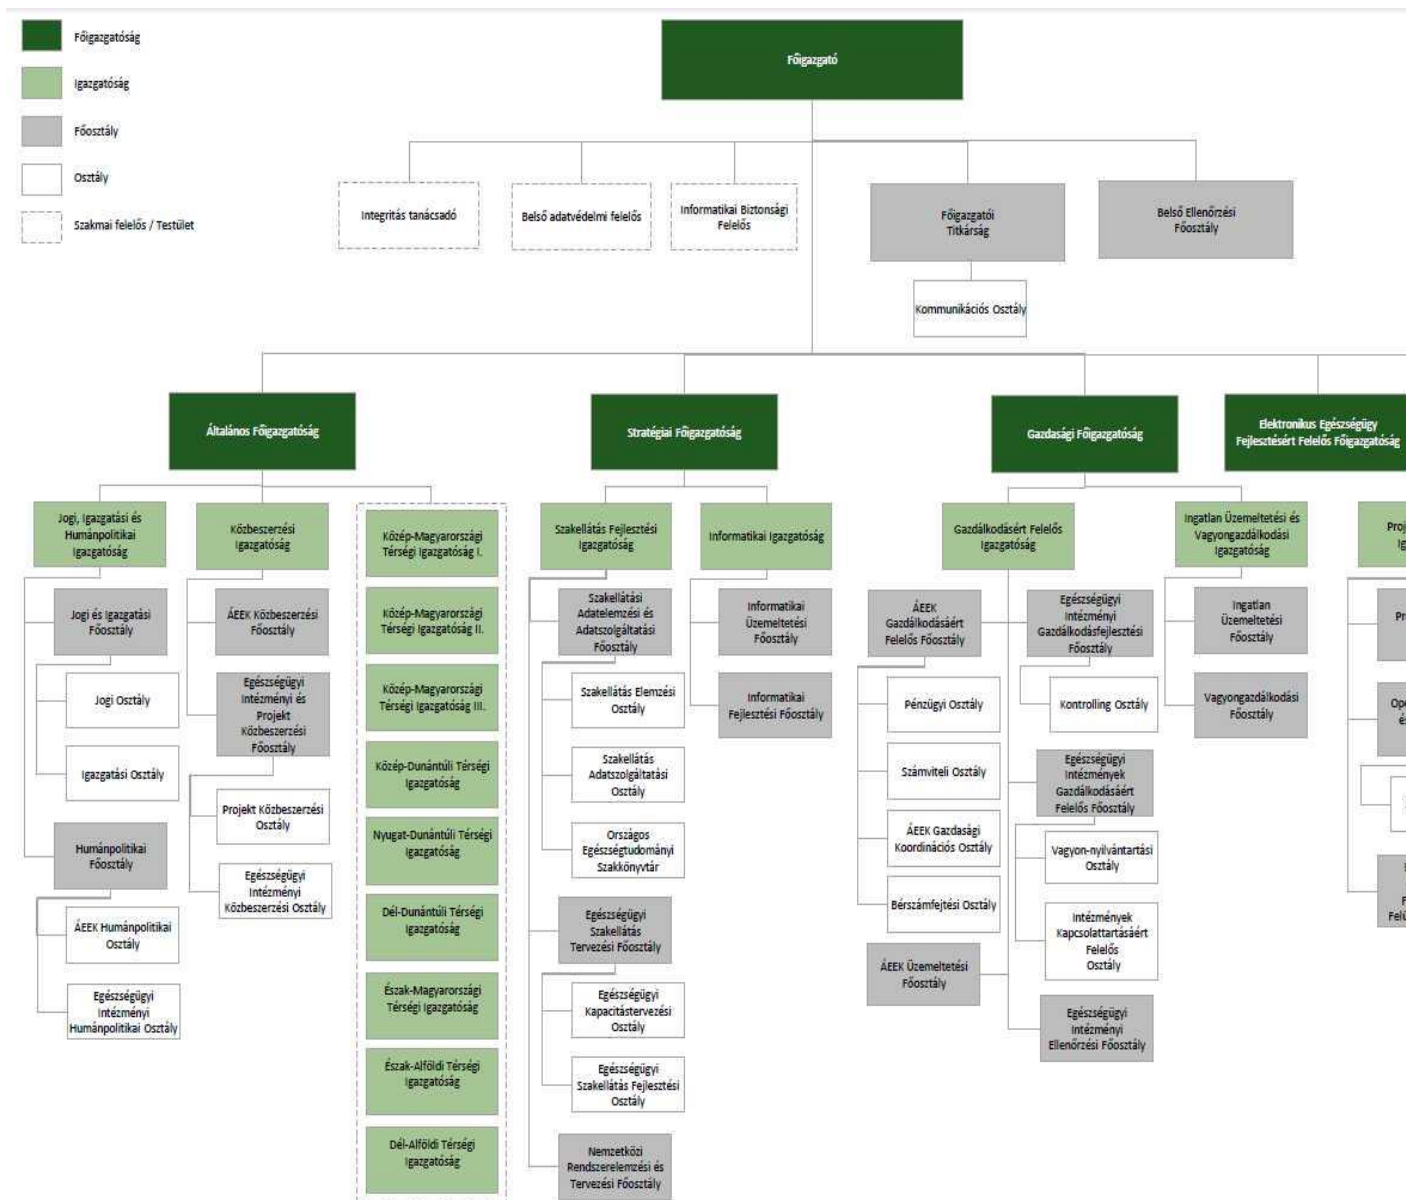 Főigazgatóság
Igazgatóság
Főosztály
Osztály
Szakmai felelős / Testület
Főigazgató
Integritás tanácsadó
Belső adatvédelmi felelős
Informatikai Biztonsági
Felelős
Főigazgatói
Titkárság
Belső Ellenőrzési
Főosztály
Kommunikációs Osztály
Általános Főigazgatóság
Stratégiai Főigazgatóság
Gazdasági Főigazgatóság
Elektronikus Egészségügy
Fejlesztésért Felelős Főigazgatóság
Jogi, Igazgatási és
Humánpolitikai
Igazgatóság
Jogi és Igazgatási
Főosztály
Jogi Osztály
Igazgatási Osztály
Humánpolitikai
Főosztály
ÁEEK Humánpolitikai
Osztály
Egészségügyi
Intézményi
Humánpolitikai Osztály
Közbeszerzési
Igazgatóság
ÁEEK Közbeszerzési
Főosztály
Egészségügyi
Intézményi és
Projekt
Közbeszerzési
Főosztály
Projekt Közbeszerzési
Osztály
Egészségügyi
Intézményi
Közbeszerzési Osztály
Közép-Magyarországi
Térségi Igazgatóság I.
Közép-Magyarországi
Térségi Igazgatóság II.
Közép-Magyarországi
Térségi Igazgatóság III.
Közép-Dunántúli Térségi
Igazgatóság
Nyugat-Dunántúli Térségi
Igazgatóság
Dél-Dunántúli Térségi
Igazgatóság
Észak-Magyarországi
Térségi Igazgatóság
Észak-Alföldi Térségi
Igazgatóság
Dél-Alföldi Térségi
Igazgatóság
Szakellátás Fejlesztési
Igazgatóság
Szakellátási
Adatelemzési és
Adatszolgáltatási
Főosztály
Szakellátás Elemzési
Osztály
Szakellátás
Adatszolgáltatási
Osztály
Országos
Egészségtudományi
Szakkönyvtár
Egészségügyi
Szakellátás
Tervezési Főosztály
Egészségügyi
Kapacitástervezési
Osztály
Egészségügyi
Szakellátás Fejlesztési
Osztály
Nemzetközi
Rendszerelemzési és
Tervezési Főosztály
Informatikai Igazgatóság
Informatikai
Üzemeltetési
Főosztály
Informatikai
Fejlesztési Főosztály
Gazdálkodásért Felelős
Igazgatóság
ÁEEK
Gazdálkodásáért
Felelős Főosztály
Pénzügyi Osztály
Számviteli Osztály
ÁEEK Gazdasági
Koordinációs Osztály
Bérszámfejtési Osztály
ÁEEK Üzemeltetési
Főosztály
Egészségügyi
Intézményi
Gazdálkodásfejlesztési
Főosztály
Kontrolling Osztály
Egészségügyi
Intézmények
Gazdálkodásáért
Felelős Főosztály
Vagyon-nyilvántartási
Osztály
Intézmények
Kapcsolattartásáért
Felelős
Osztály
Egészségügyi
Intézményi
Ellenőrzési Főosztály
Ingatlan Üzemeltetési és
Vagyongazdálkodási
Igazgatóság
Ingatlan
Üzemeltetési
Főosztály
Vagyongazdálkodási
Főosztály